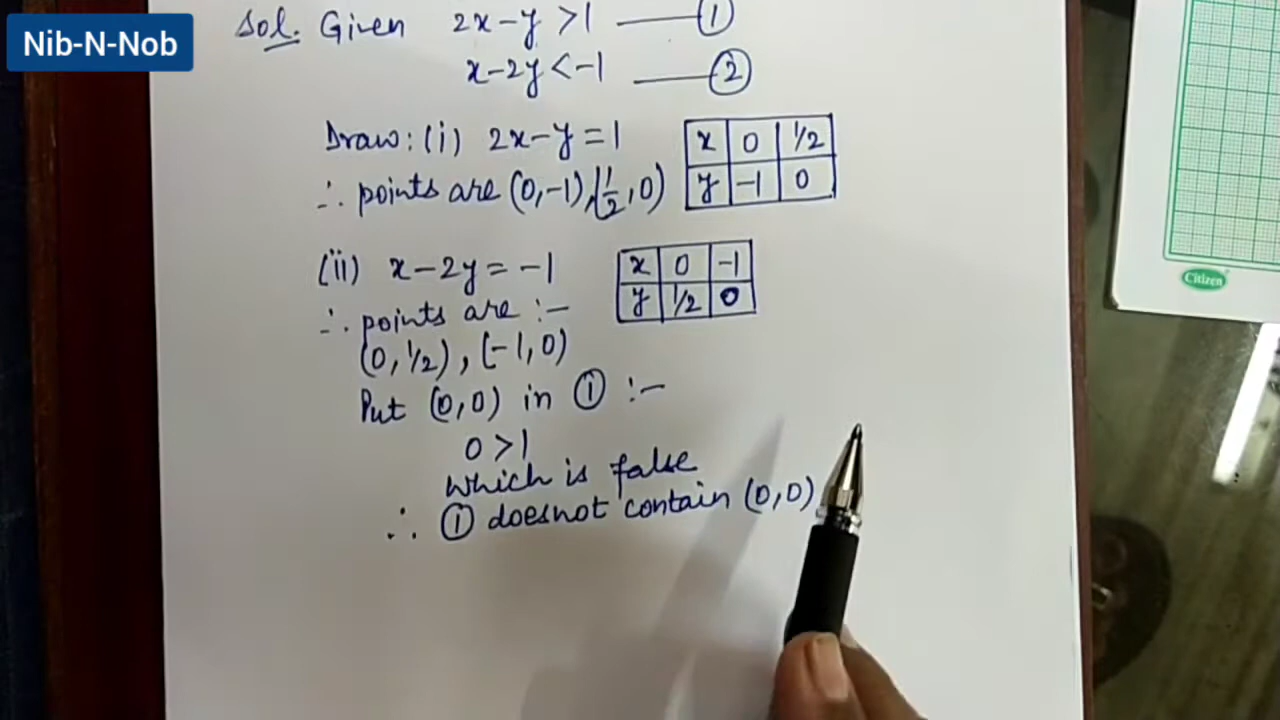 Nib-N-Nob
Sol. Given 2x-y >1 ——— ①
x-2y < -1 ——— ②
Draw: (i) 2x-y = 1
x 0 1/2
y -1 0
∴ points are (0,-1), (1/2, 0)
(ii) x-2y = -1
x 0 -1
y 1/2 0
∴ points are :-
(0, 1/2), (-1, 0)
Put (0,0) in ① :-
0 > 1
which is false
∴ ① doesnot contain (0,0)
Citizen